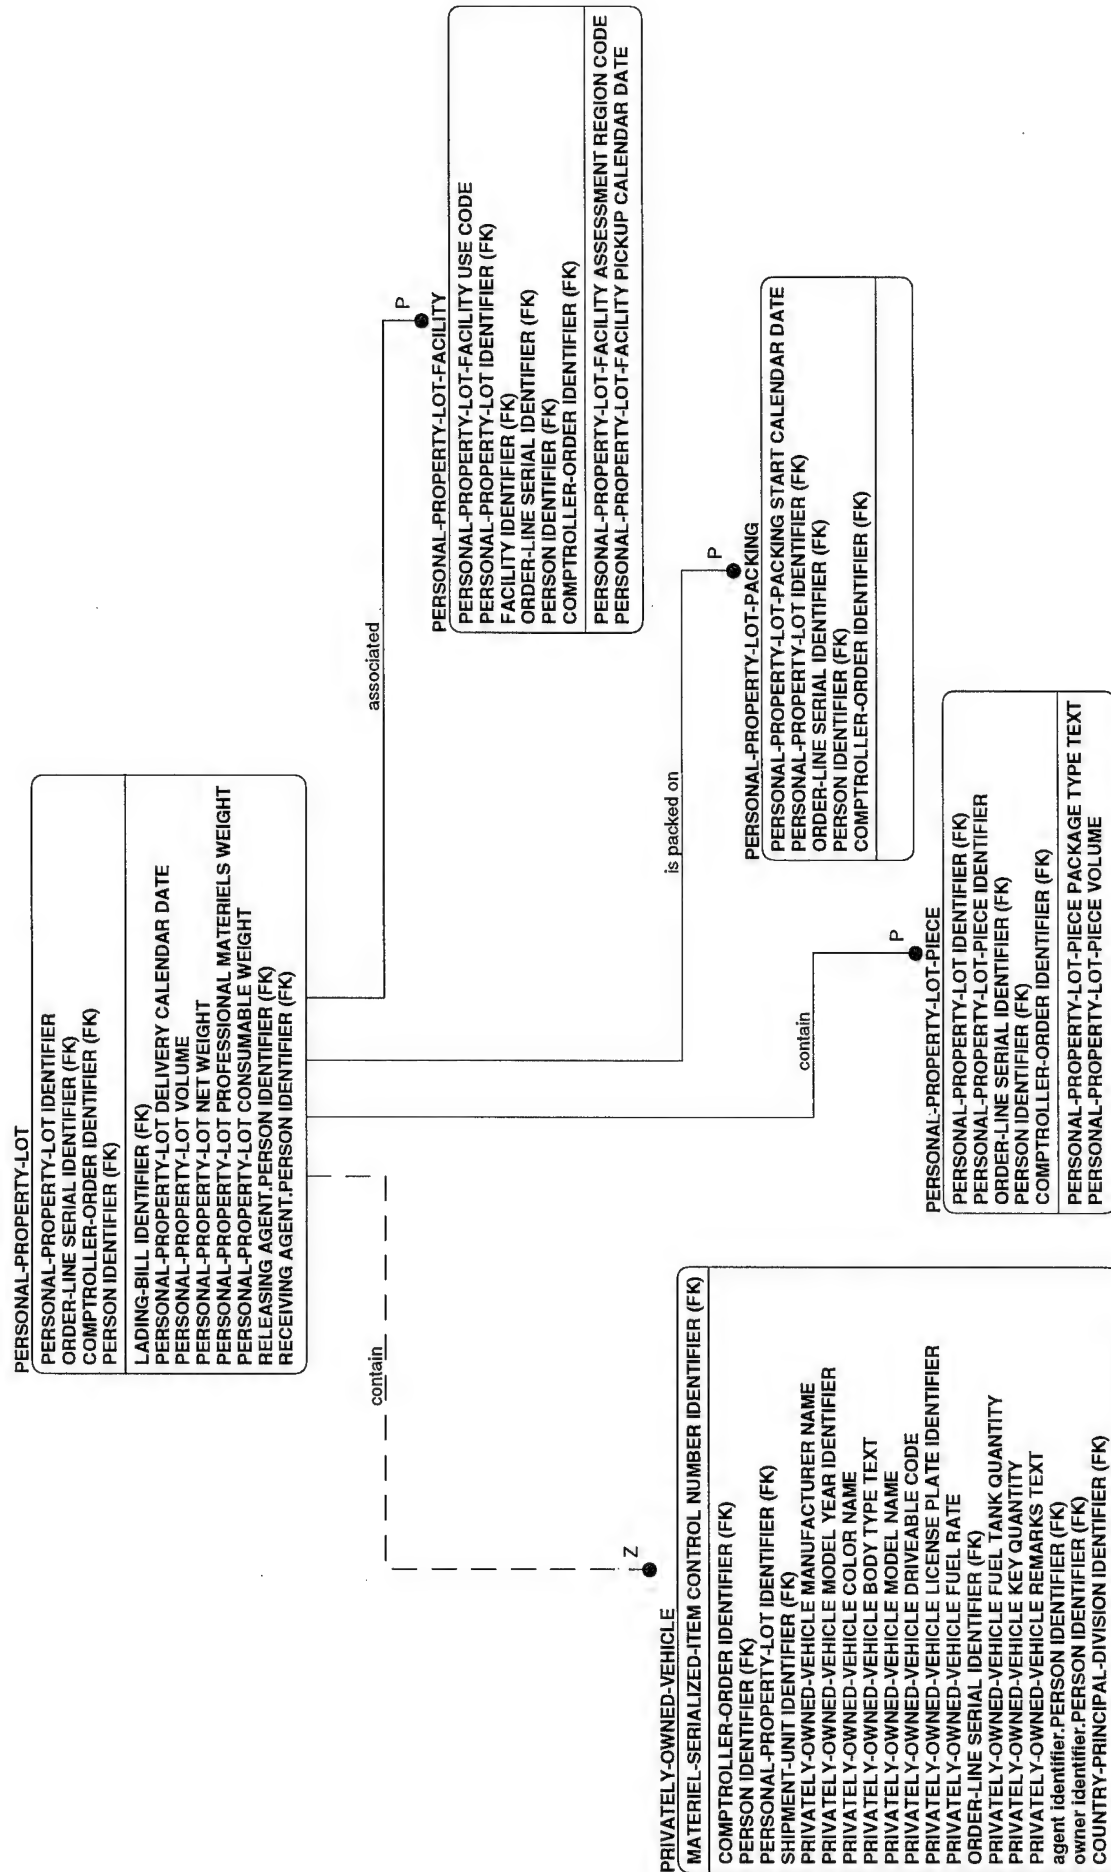 PERSONAL-PROPERTY-LOT
PERSONAL-PROPERTY-LOT IDENTIFIER
ORDER-LINE SERIAL IDENTIFIER (FK)
COMPTROLLER-ORDER IDENTIFIER (FK)
PERSON IDENTIFIER (FK)
LADING-BILL IDENTIFIER (FK)
PERSONAL-PROPERTY-LOT DELIVERY CALENDAR DATE
PERSONAL-PROPERTY-LOT VOLUME
PERSONAL-PROPERTY-LOT NET WEIGHT
PERSONAL-PROPERTY-LOT PROFESSIONAL MATERIELS WEIGHT
PERSONAL-PROPERTY-LOT CONSUMABLE WEIGHT
RELEASING AGENT.PERSON IDENTIFIER (FK)
RECEIVING AGENT.PERSON IDENTIFIER (FK)
associated
P
PERSONAL-PROPERTY-LOT-FACILITY
PERSONAL-PROPERTY-LOT-FACILITY USE CODE
PERSONAL-PROPERTY-LOT IDENTIFIER (FK)
FACILITY IDENTIFIER (FK)
ORDER-LINE SERIAL IDENTIFIER (FK)
PERSON IDENTIFIER (FK)
COMPTROLLER-ORDER IDENTIFIER (FK)
PERSONAL-PROPERTY-LOT-FACILITY ASSESSMENT REGION CODE
PERSONAL-PROPERTY-LOT-FACILITY PICKUP CALENDAR DATE
is packed on
P
PERSONAL-PROPERTY-LOT-PACKING
PERSONAL-PROPERTY-LOT-PACKING START CALENDAR DATE
PERSONAL-PROPERTY-LOT IDENTIFIER (FK)
ORDER-LINE SERIAL IDENTIFIER (FK)
PERSON IDENTIFIER (FK)
COMPTROLLER-ORDER IDENTIFIER (FK)
contain
P
PERSONAL-PROPERTY-LOT-PIECE
PERSONAL-PROPERTY-LOT IDENTIFIER (FK)
PERSONAL-PROPERTY-LOT-PIECE IDENTIFIER
ORDER-LINE SERIAL IDENTIFIER (FK)
PERSON IDENTIFIER (FK)
COMPTROLLER-ORDER IDENTIFIER (FK)
PERSONAL-PROPERTY-LOT-PIECE PACKAGE TYPE TEXT
PERSONAL-PROPERTY-LOT-PIECE VOLUME
contain
Z
PRIVATELY-OWNED-VEHICLE
MATERIEL-SERIALIZED-ITEM CONTROL NUMBER IDENTIFIER (FK)
COMPTROLLER-ORDER IDENTIFIER (FK)
PERSON IDENTIFIER (FK)
PERSONAL-PROPERTY-LOT IDENTIFIER (FK)
SHIPMENT-UNIT IDENTIFIER (FK)
PRIVATELY-OWNED-VEHICLE MANUFACTURER NAME
PRIVATELY-OWNED-VEHICLE MODEL YEAR IDENTIFIER
PRIVATELY-OWNED-VEHICLE COLOR NAME
PRIVATELY-OWNED-VEHICLE BODY TYPE TEXT
PRIVATELY-OWNED-VEHICLE MODEL NAME
PRIVATELY-OWNED-VEHICLE DRIVEABLE CODE
PRIVATELY-OWNED-VEHICLE LICENSE PLATE IDENTIFIER
PRIVATELY-OWNED-VEHICLE FUEL RATE
ORDER-LINE SERIAL IDENTIFIER (FK)
PRIVATELY-OWNED-VEHICLE FUEL TANK QUANTITY
PRIVATELY-OWNED-VEHICLE KEY QUANTITY
PRIVATELY-OWNED-VEHICLE REMARKS TEXT
agent identifier.PERSON IDENTIFIER (FK)
owner identifier.PERSON IDENTIFIER (FK)
COUNTRY-PRINCIPAL-DIVISION IDENTIFIER (FK)